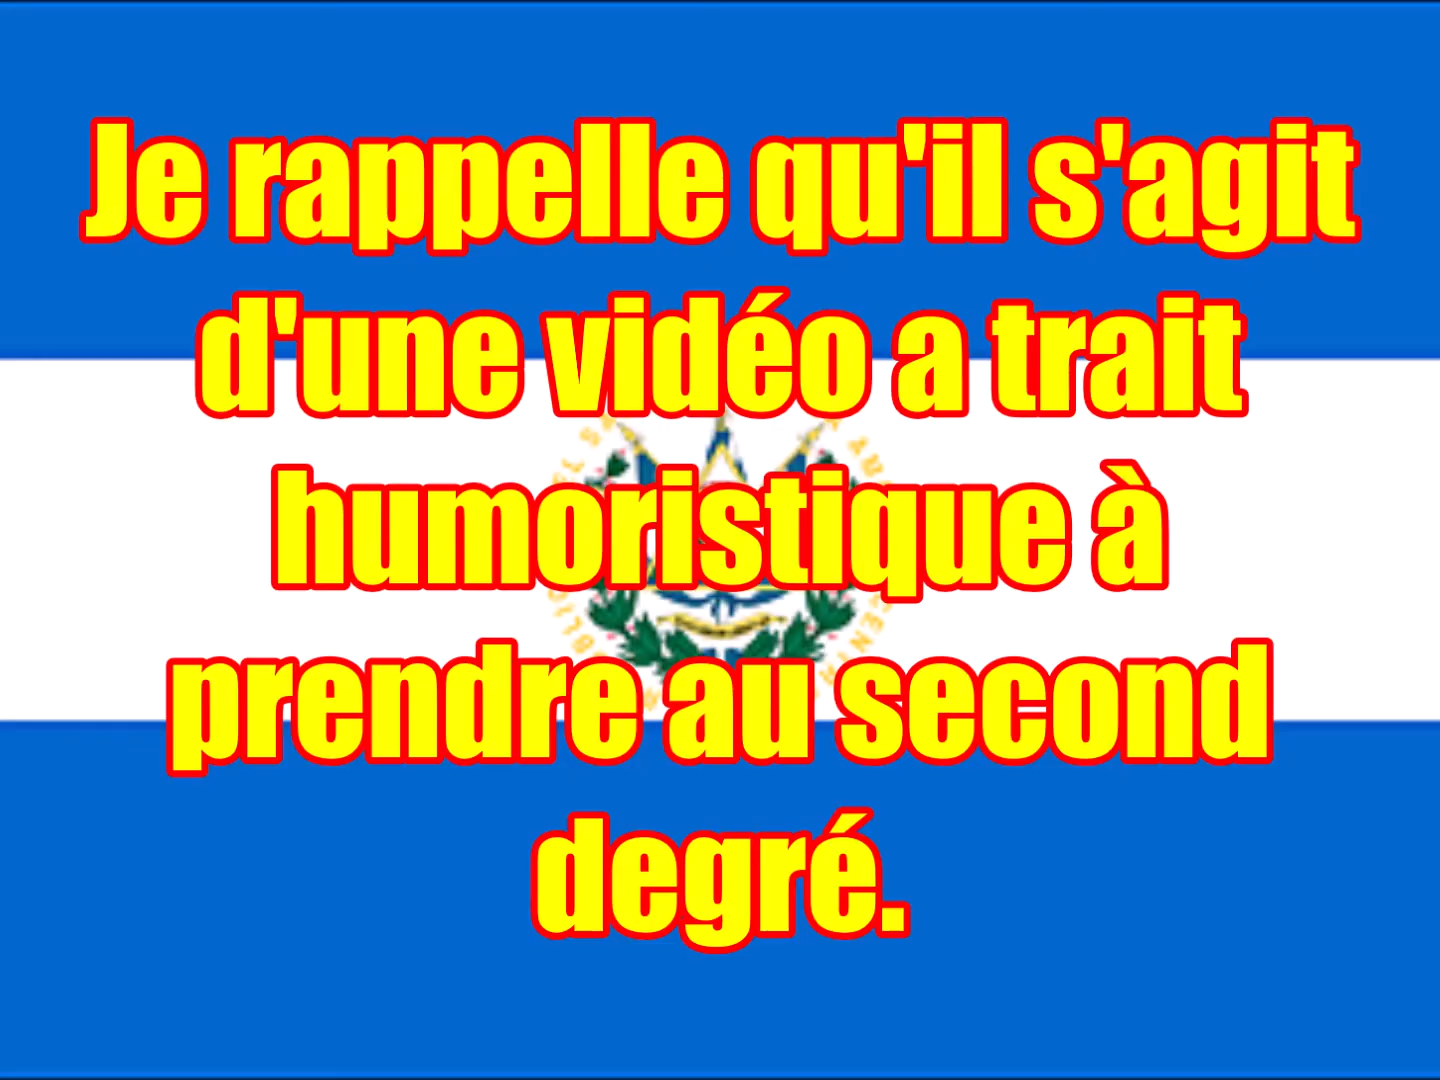 Je rappelle qu'il s'agit
d'une vidéo a trait
humoristique à
prendre au second
degré.